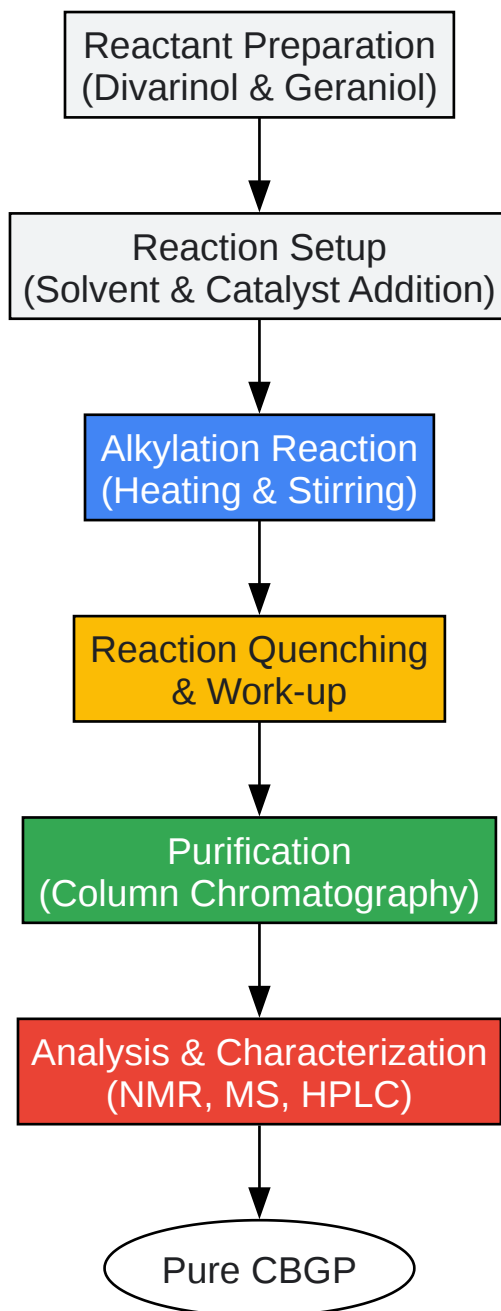 Reactant Preparation
(Divarinol & Geraniol)
Reaction Setup
(Solvent & Catalyst Addition)
Alkylation Reaction
(Heating & Stirring)
Reaction Quenching
& Work-up
Purification
(Column Chromatography)
Analysis & Characterization
(NMR, MS, HPLC)
Pure CBGP